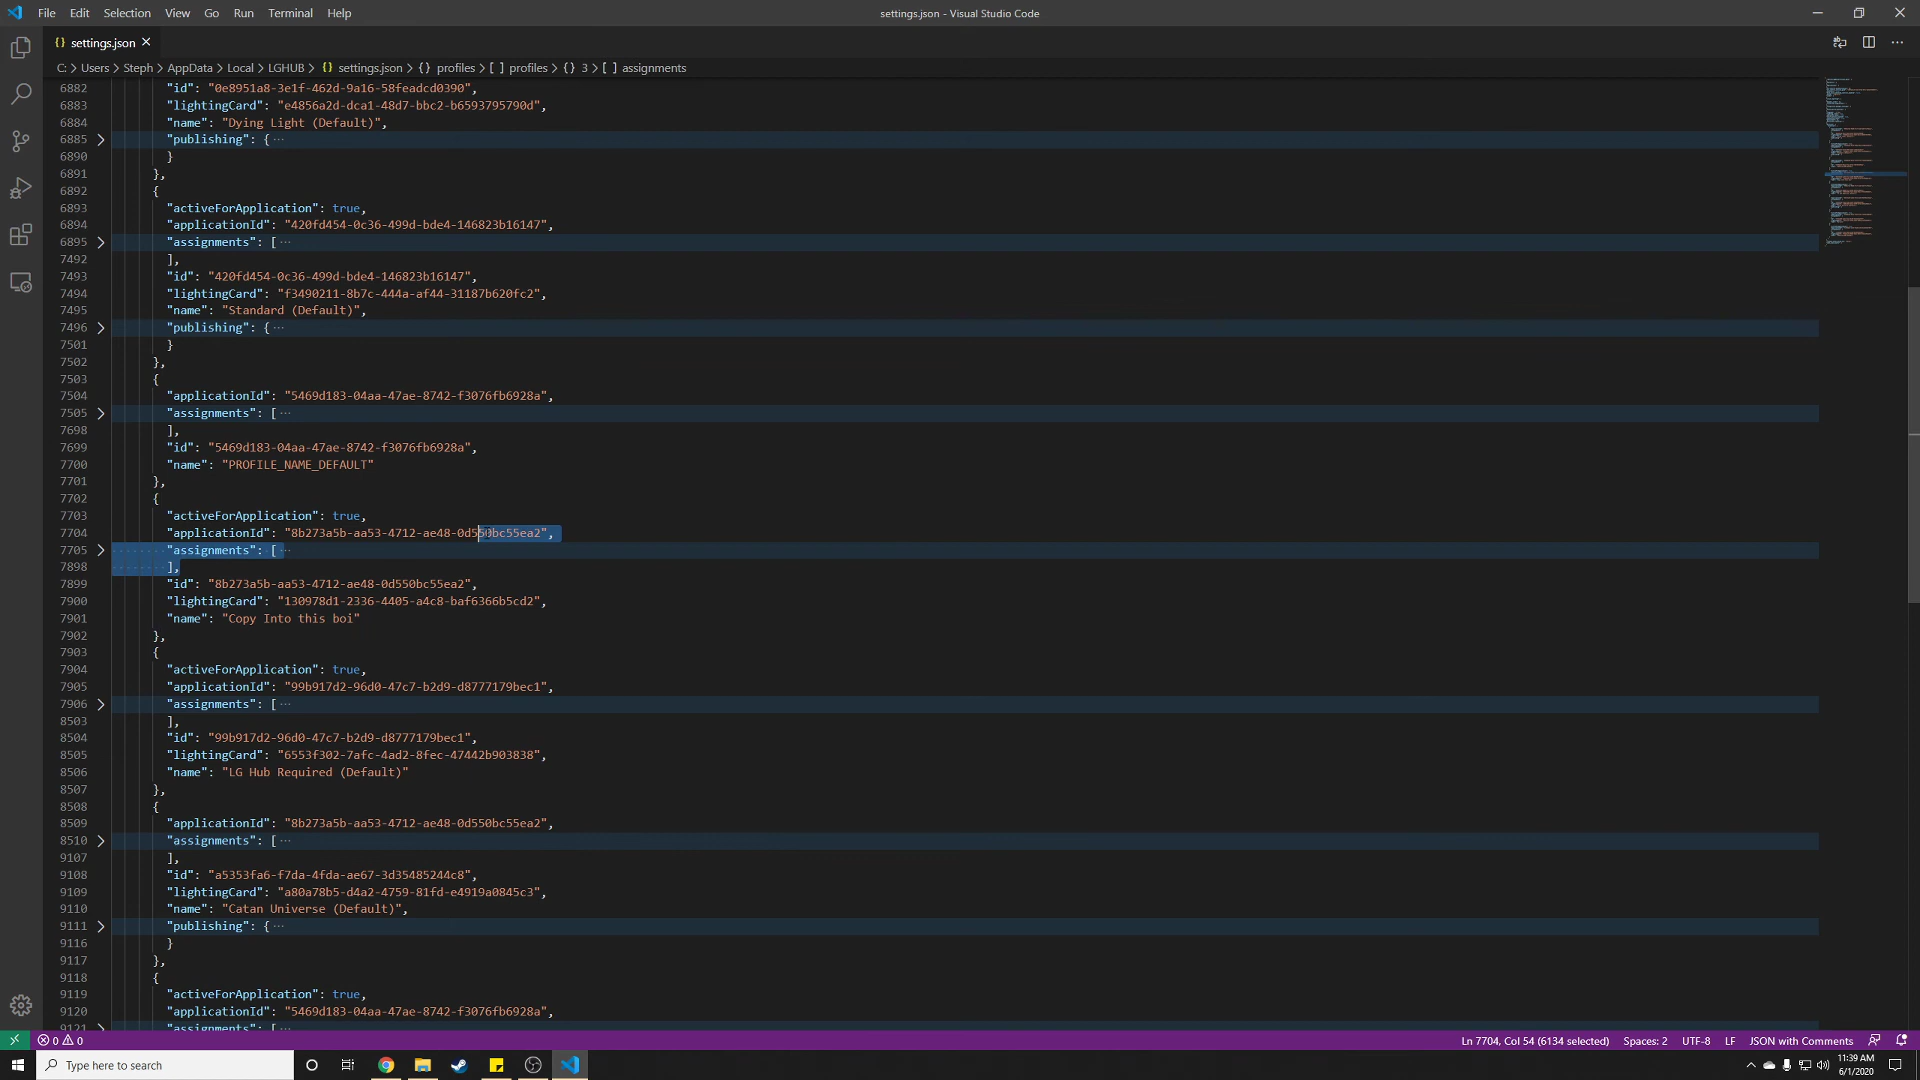 File Edit Selection View Go Run Terminal Help
settings.json - Visual Studio Code
{} settings.json
C: > Users > Steph > AppData > Local > LGHUB > {} settings.json > {} profiles > [ ] profiles > {} 3 > [ ] assignments
6882 "id": "0e8951a8-3e1f-462d-9a16-58feadcd0390",
6883 "lightingCard": "e4856a2d-dca1-48d7-bbc2-b6593795790d",
6884 "name": "Dying Light (Default)",
6885 "publishing": { ...
6890 }
6891 },
6892 {
6893 "activeForApplication": true,
6894 "applicationId": "420fd454-0c36-499d-bde4-146823b16147",
6895 "assignments": [ ...
7492 ],
7493 "id": "420fd454-0c36-499d-bde4-146823b16147",
7494 "lightingCard": "f3490211-8b7c-444a-af44-31187b620fc2",
7495 "name": "Standard (Default)",
7496 "publishing": { ...
7501 }
7502 },
7503 {
7504 "applicationId": "5469d183-04aa-47ae-8742-f3076fb6928a",
7505 "assignments": [ ...
7698 ],
7699 "id": "5469d183-04aa-47ae-8742-f3076fb6928a",
7700 "name": "PROFILE_NAME_DEFAULT"
7701 },
7702 {
7703 "activeForApplication": true,
7704 "applicationId": "8b273a5b-aa53-4712-ae48-0d550bc55ea2",
7705 "assignments": [ ...
7898 ],
7899 "id": "8b273a5b-aa53-4712-ae48-0d550bc55ea2",
7900 "lightingCard": "130978d1-2336-4405-a4c8-baf6366b5cd2",
7901 "name": "Copy Into this boi"
7902 },
7903 {
7904 "activeForApplication": true,
7905 "applicationId": "99b917d2-96d0-47c7-b2d9-d8777179bec1",
7906 "assignments": [ ...
8503 ],
8504 "id": "99b917d2-96d0-47c7-b2d9-d8777179bec1",
8505 "lightingCard": "6553f302-7afc-4ad2-8fec-47442b903838",
8506 "name": "LG Hub Required (Default)"
8507 },
8508 {
8509 "applicationId": "8b273a5b-aa53-4712-ae48-0d550bc55ea2",
8510 "assignments": [ ...
9107 ],
9108 "id": "a5353fa6-f7da-4fda-ae67-3d35485244c8",
9109 "lightingCard": "a80a78b5-d4a2-4759-81fd-e4919a0845c3",
9110 "name": "Catan Universe (Default)",
9111 "publishing": { ...
9116 }
9117 },
9118 {
9119 "activeForApplication": true,
9120 "applicationId": "5469d183-04aa-47ae-8742-f3076fb6928a",
9121 "assignments": [ ...
0 0 Ln 7704, Col 54 (6134 selected) Spaces: 2 UTF-8 LF JSON with Comments
Type here to search
11:39 AM
6/1/2020